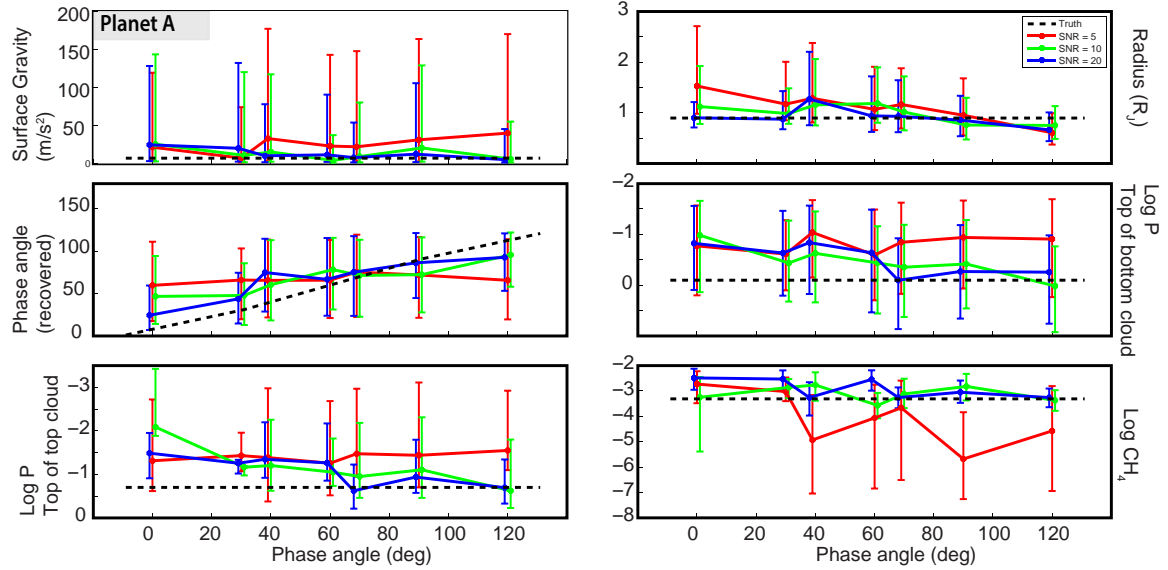 Planet A
200
150
100
50
0
Surface Gravity
(m/s²)
3
2
1
Radius (R_J)
Truth
SNR = 5
SNR = 10
SNR = 20
150
100
50
0
Phase angle
(recovered)
−2
−1
0
Log P
Top of bottom cloud
−3
−2
−1
0
Log P
Top of top cloud
0 20 40 60 80 100 120
Phase angle (deg)
−2
−3
−4
−5
−6
−7
−8
Log CH₄
0 20 40 60 80 100 120
Phase angle (deg)